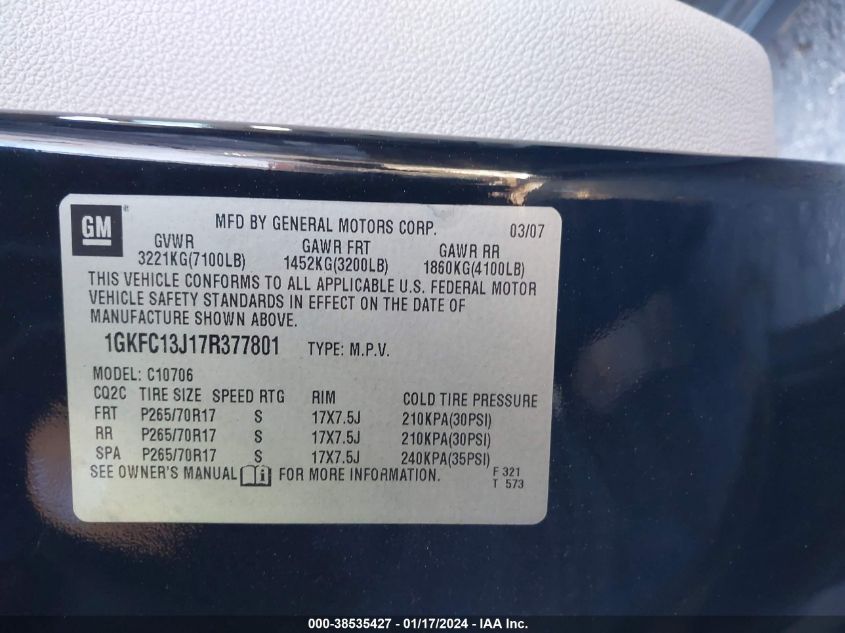 GM
MFD BY GENERAL MOTORS CORP. 03/07
GVWR GAWR FRT GAWR RR
3221KG(7100LB) 1452KG(3200LB) 1860KG(4100LB)
THIS VEHICLE CONFORMS TO ALL APPLICABLE U.S. FEDERAL MOTOR
VEHICLE SAFETY STANDARDS IN EFFECT ON THE DATE OF
MANUFACTURE SHOWN ABOVE.
1GKFC13J17R377801 TYPE: M.P.V.
MODEL: C10706
CQ2C TIRE SIZE SPEED RTG RIM COLD TIRE PRESSURE
FRT P265/70R17 S 17X7.5J 210KPA(30PSI)
RR P265/70R17 S 17X7.5J 210KPA(30PSI)
SPA P265/70R17 S 17X7.5J 240KPA(35PSI)
SEE OWNER'S MANUAL i FOR MORE INFORMATION.
F 321
T 573
000-38535427 - 01/17/2024 - IAA Inc.